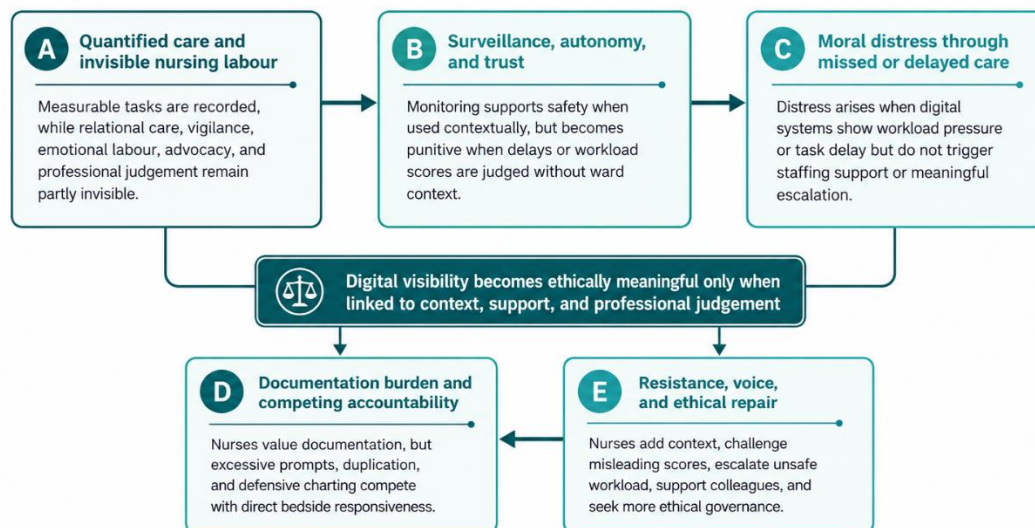 A
Quantified care and
invisible nursing labour
Measurable tasks are recorded,
while relational care, vigilance,
emotional labour, advocacy, and
professional judgement remain
partly invisible.
B
Surveillance, autonomy,
and trust
Monitoring supports safety when
used contextually, but becomes
punitive when delays or workload
scores are judged without ward
context.
C
Moral distress through
missed or delayed care
Distress arises when digital
systems show workload pressure
or task delay but do not trigger
staffing support or meaningful
escalation.
Digital visibility becomes ethically meaningful only when
linked to context, support, and professional judgement
D
Documentation burden and
competing accountability
Nurses value documentation, but
excessive prompts, duplication,
and defensive charting compete
with direct bedside responsiveness.
E
Resistance, voice,
and ethical repair
Nurses add context, challenge
misleading scores, escalate unsafe
workload, support colleagues, and
seek more ethical governance.